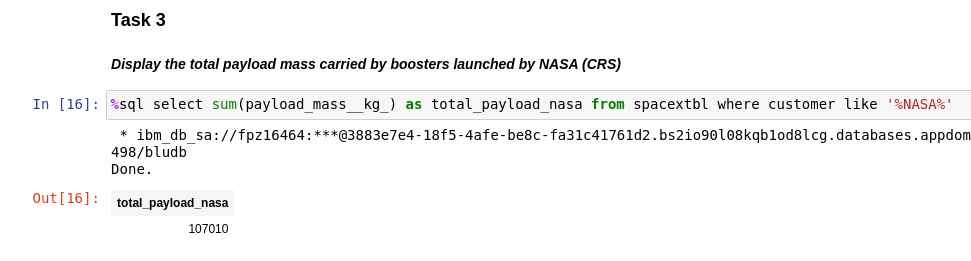 Task 3
Display the total payload mass carried by boosters launched by NASA (CRS)
In [16]: %sql select sum(payload_mass__kg_) as total_payload_nasa from spacextbl where customer like '%NASA%'
* ibm_db_sa://fpz16464:***@3883e7e4-18f5-4afe-be8c-fa31c41761d2.bs2io90l08kqb1od8lcg.databases.appdom
498/bludb
Done.
Out[16]: total_payload_nasa
107010